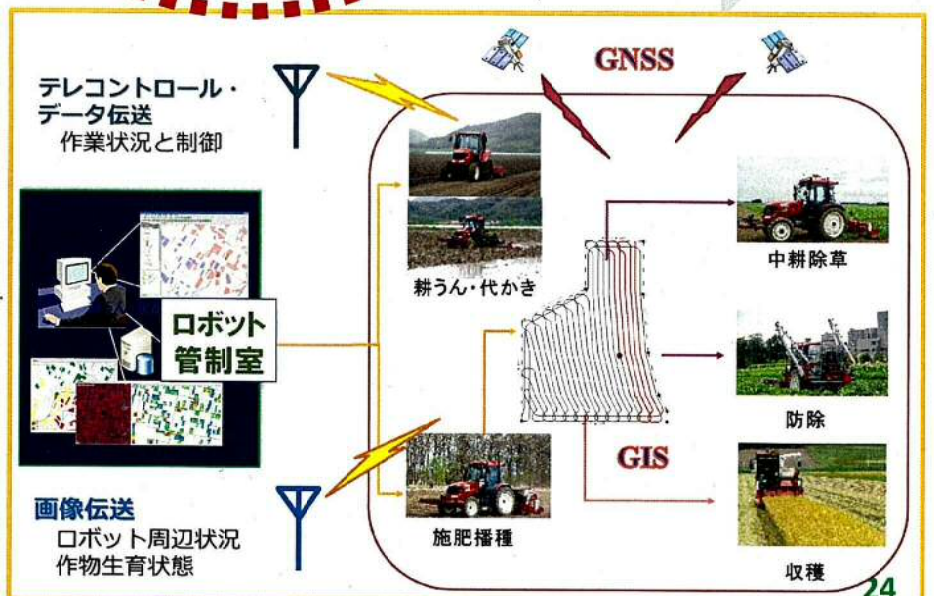 GNSS
テレコントロール・
データ伝送
作業状況と制御
耕うん・代かき
中耕除草
ロボット
管制室
防除
GIS
画像伝送
ロボット周辺状況
作物生育状態
施肥播種
収穫
24